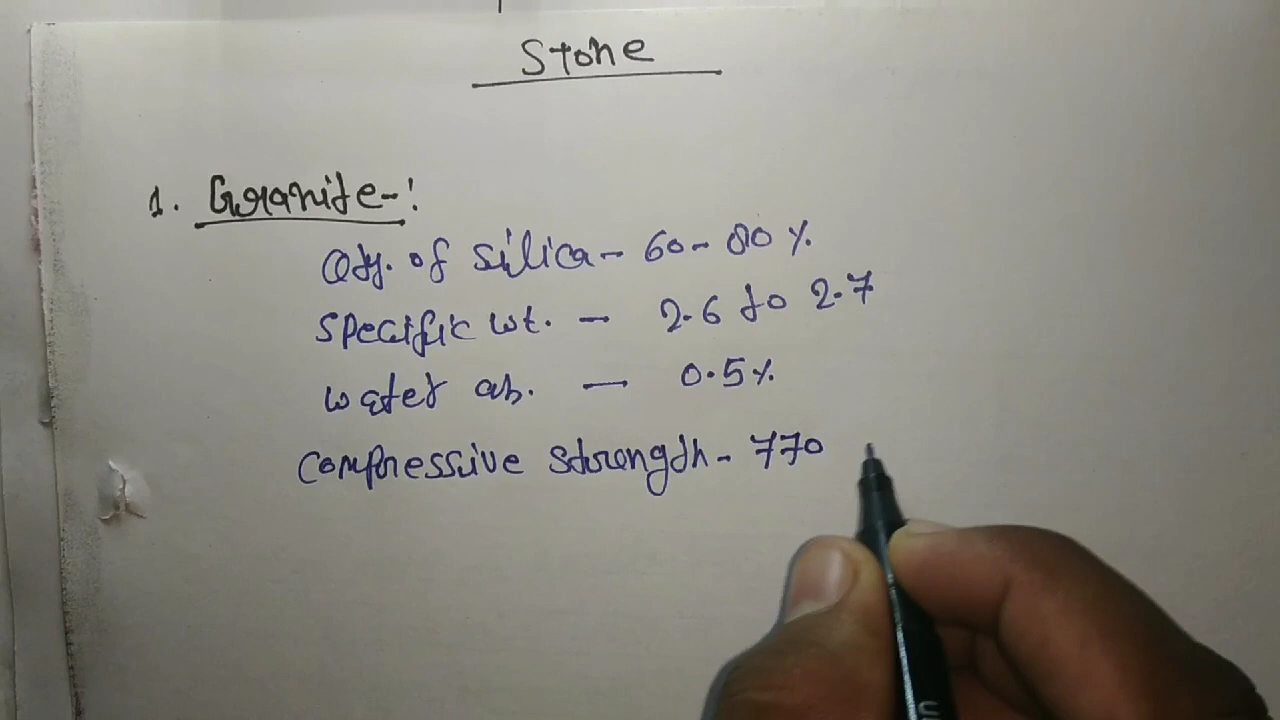 Stone
1. Granite-:
Qty. of silica - 60 - 80 %
Specific wt. - 2.6 to 2.7
water ab. - 0.5%
Compressive strength - 770